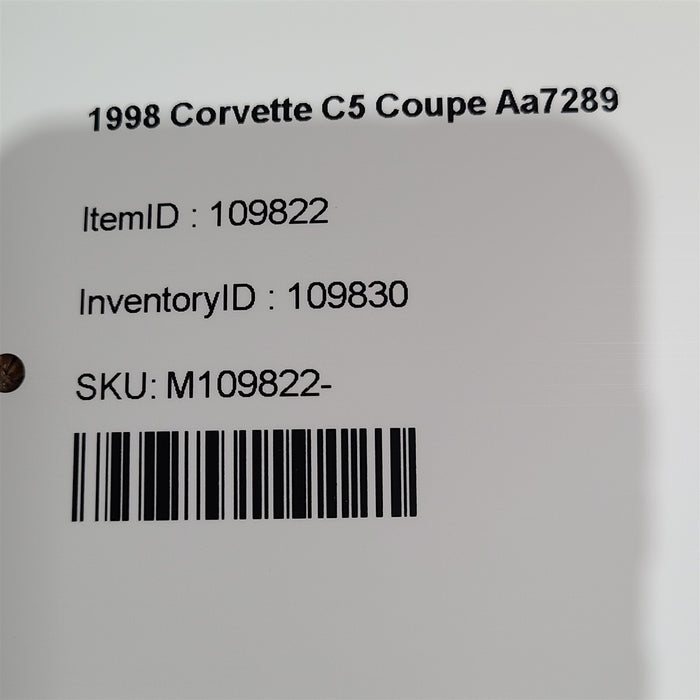 1998 Corvette C5 Coupe Aa7289
ItemID : 109822
InventoryID : 109830
SKU: M109822-